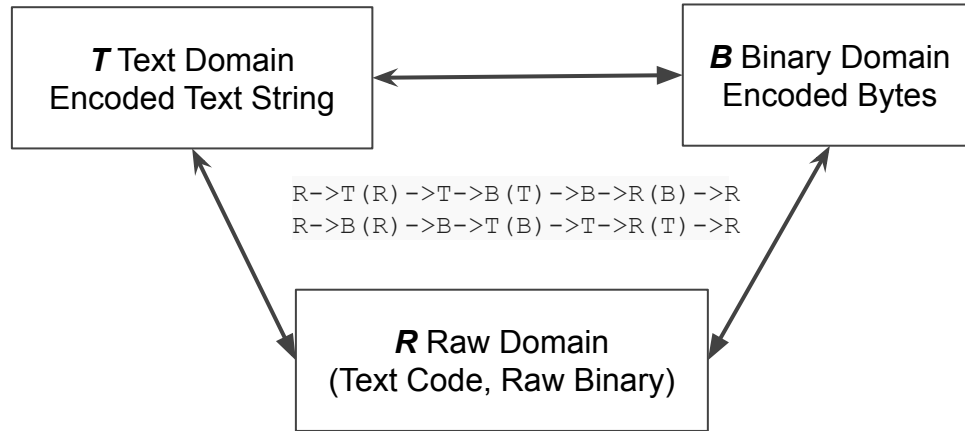 T Text Domain
Encoded Text String
B Binary Domain
Encoded Bytes
R->T(R)->T->B(T)->B->R(B)->R
R->B(R)->B->T(B)->T->R(T)->R
R Raw Domain
(Text Code, Raw Binary)